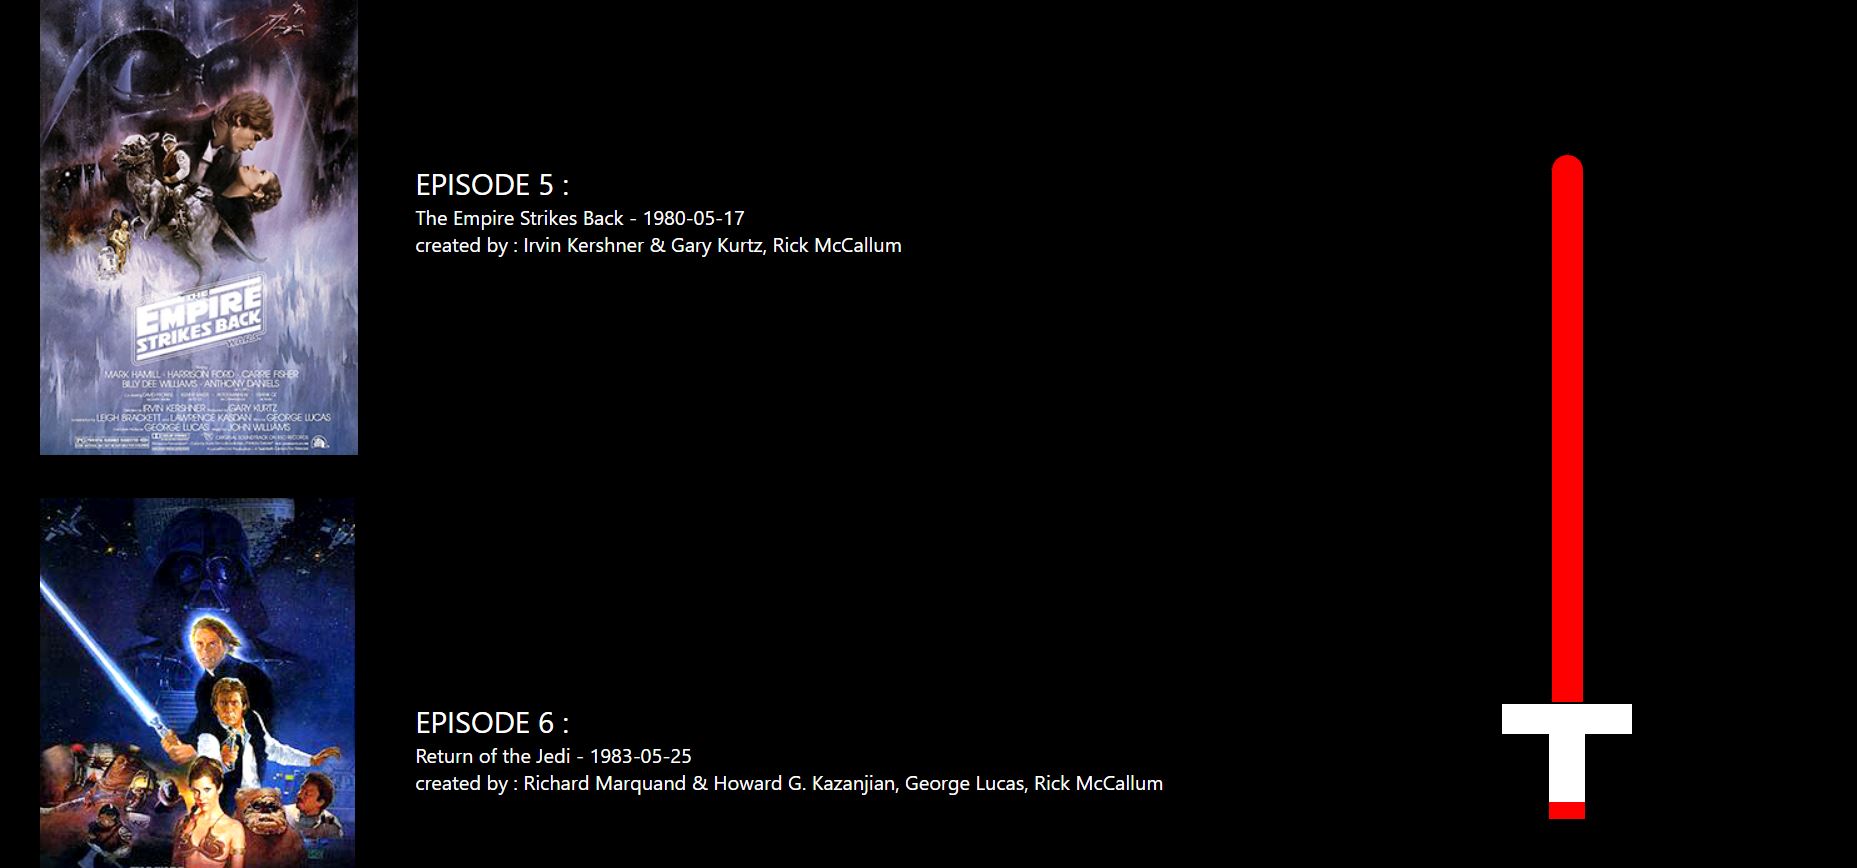 THE
EMPIRE
STRIKES BACK
WARS
MARK HAMILL · HARRISON FORD · CARRIE FISHER
BILLY DEE WILLIAMS · ANTHONY DANIELS
IRVIN KERSHNER GARY KURTZ
LEIGH BRACKETT LAWRENCE KASDAN GEORGE LUCAS
GEORGE LUCAS JOHN WILLIAMS
EPISODE 5 :
The Empire Strikes Back - 1980-05-17
created by : Irvin Kershner & Gary Kurtz, Rick McCallum
EPISODE 6 :
Return of the Jedi - 1983-05-25
created by : Richard Marquand & Howard G. Kazanjian, George Lucas, Rick McCallum